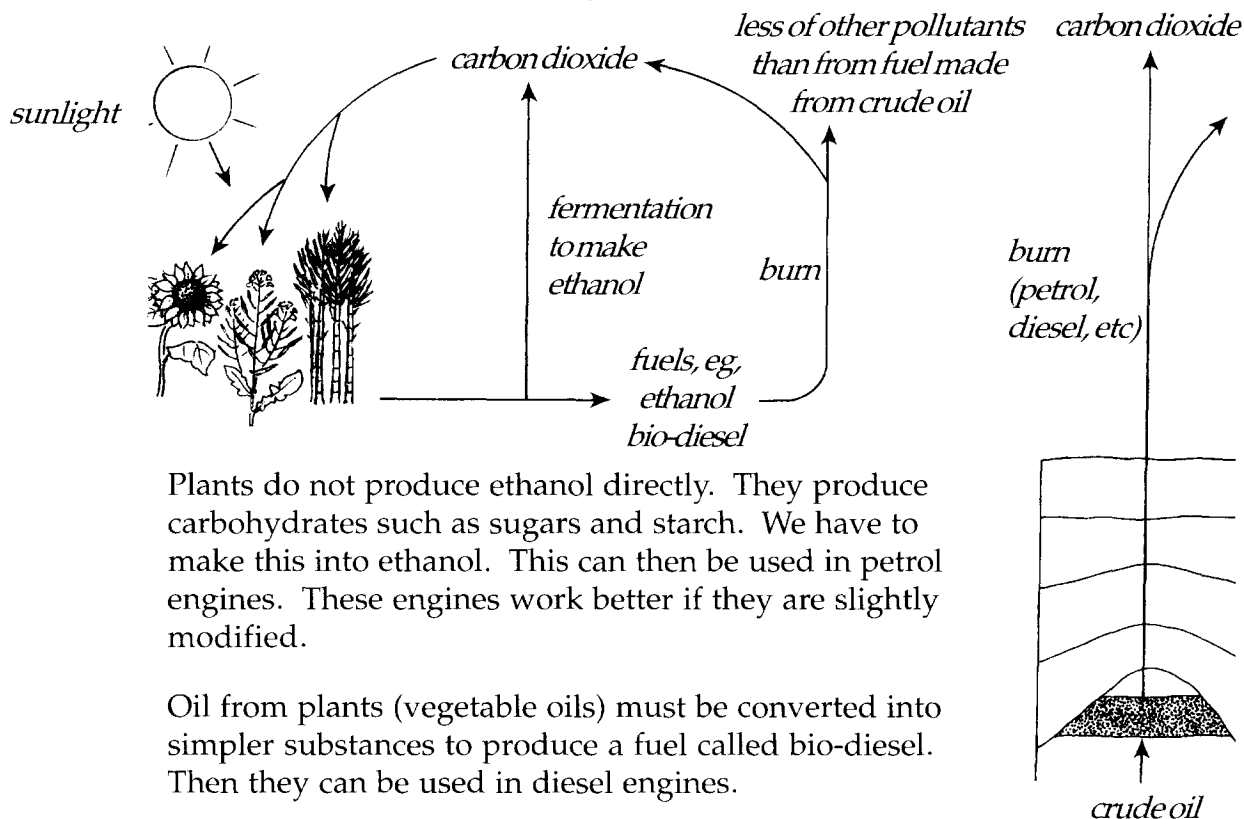 less of other pollutants
than from fuel made
from crude oil
carbon dioxide
carbon dioxide
sunlight
fermentation
to make
ethanol
burn
burn
(petrol,
diesel, etc)
fuels, eg,
ethanol
bio-diesel
Plants do not produce ethanol directly. They produce
carbohydrates such as sugars and starch. We have to
make this into ethanol. This can then be used in petrol
engines. These engines work better if they are slightly
modified.
Oil from plants (vegetable oils) must be converted into
simpler substances to produce a fuel called bio-diesel.
Then they can be used in diesel engines.
crude oil